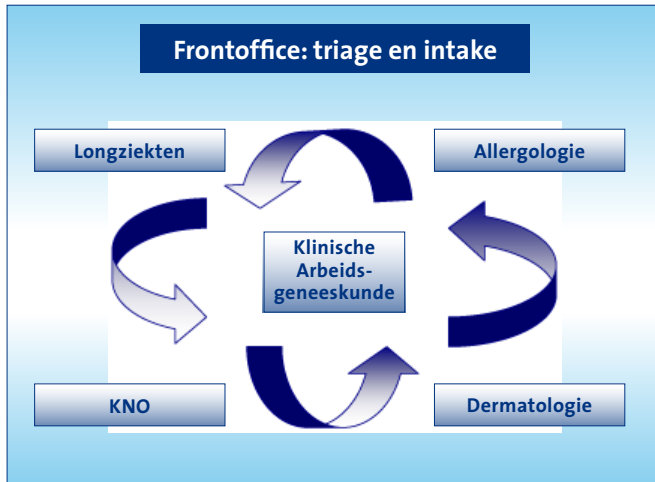 Frontoffice: triage en intake
Longziekten
Allergologie
Klinische
Arbeids-
geneeskunde
KNO
Dermatologie